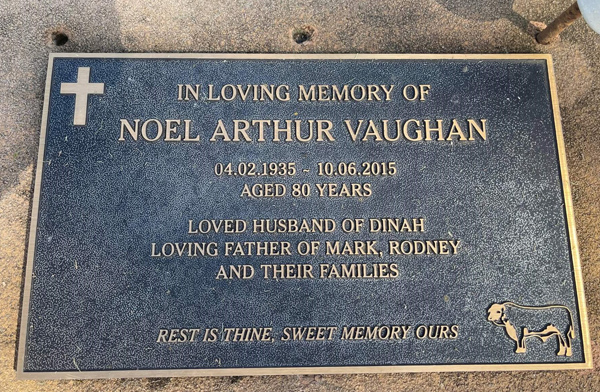 IN LOVING MEMORY OF
NOEL ARTHUR VAUGHAN
04.02.1935 ~ 10.06.2015
AGED 80 YEARS
LOVED HUSBAND OF DINAH
LOVING FATHER OF MARK, RODNEY
AND THEIR FAMILIES
REST IS THINE, SWEET MEMORY OURS